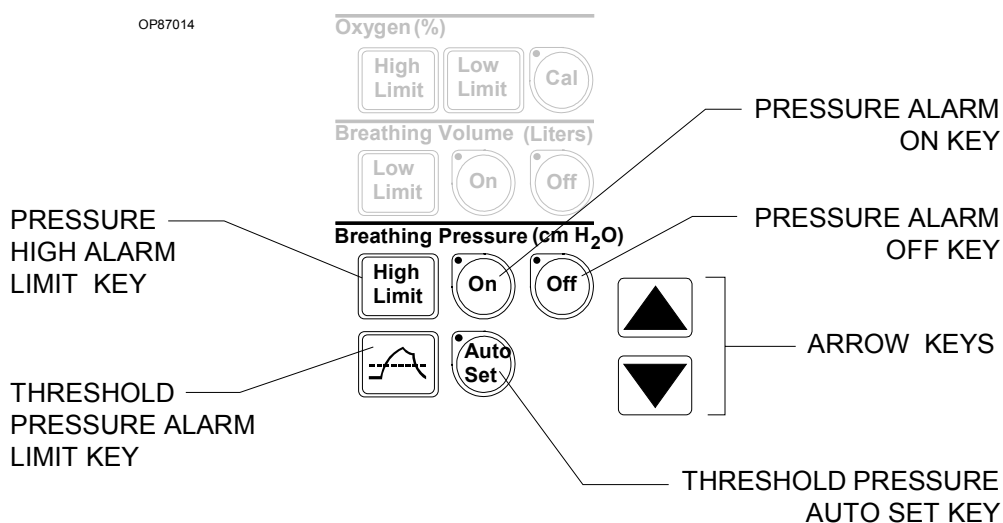 OP87014
Oxygen (%)
High
Limit
Low
Limit
Cal
Breathing Volume (Liters)
Low
Limit
On
Off
Breathing Pressure (cm H2O)
High
Limit
On
Off
Auto
Set
PRESSURE
HIGH ALARM
LIMIT KEY
THRESHOLD
PRESSURE ALARM
LIMIT KEY
PRESSURE ALARM
ON KEY
PRESSURE ALARM
OFF KEY
ARROW KEYS
THRESHOLD PRESSURE
AUTO SET KEY